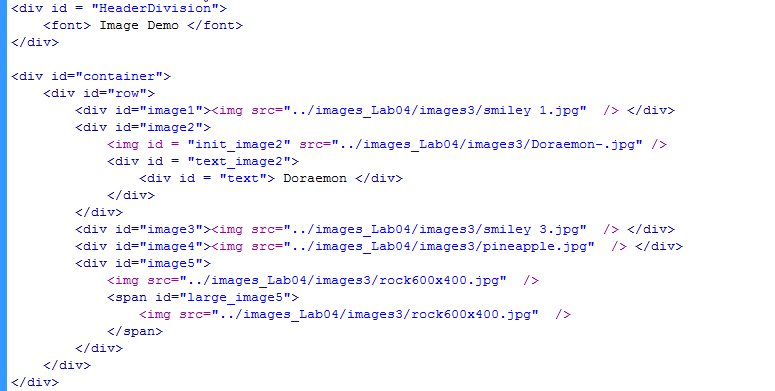 <div id = "HeaderDivision">
<font> Image Demo </font>
</div>
<div id="container">
<div id="row">
<div id="image1"><img src="../images_Lab04/images3/smiley 1.jpg"  /> </div>
<div id="image2">
<img id = "init_image2" src="../images_Lab04/images3/Doraemon-.jpg" />
<div id = "text_image2">
<div id = "text"> Doraemon </div>
</div>
</div>
<div id="image3"><img src="../images_Lab04/images3/smiley 3.jpg"  /> </div>
<div id="image4"><img src="../images_Lab04/images3/pineapple.jpg"  /> </div>
<div id="image5">
<img src="../images_Lab04/images3/rock600x400.jpg"  />
<span id="large_image5">
<img src="../images_Lab04/images3/rock600x400.jpg"  />
</span>
</div>
</div>
</div>